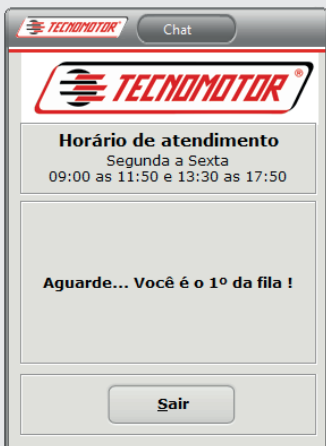 TECNOMOTOR® Chat
TECNOMOTOR®
Horário de atendimento
Segunda a Sexta
09:00 as 11:50 e 13:30 as 17:50
Aguarde... Você é o 1º da fila !
Sair